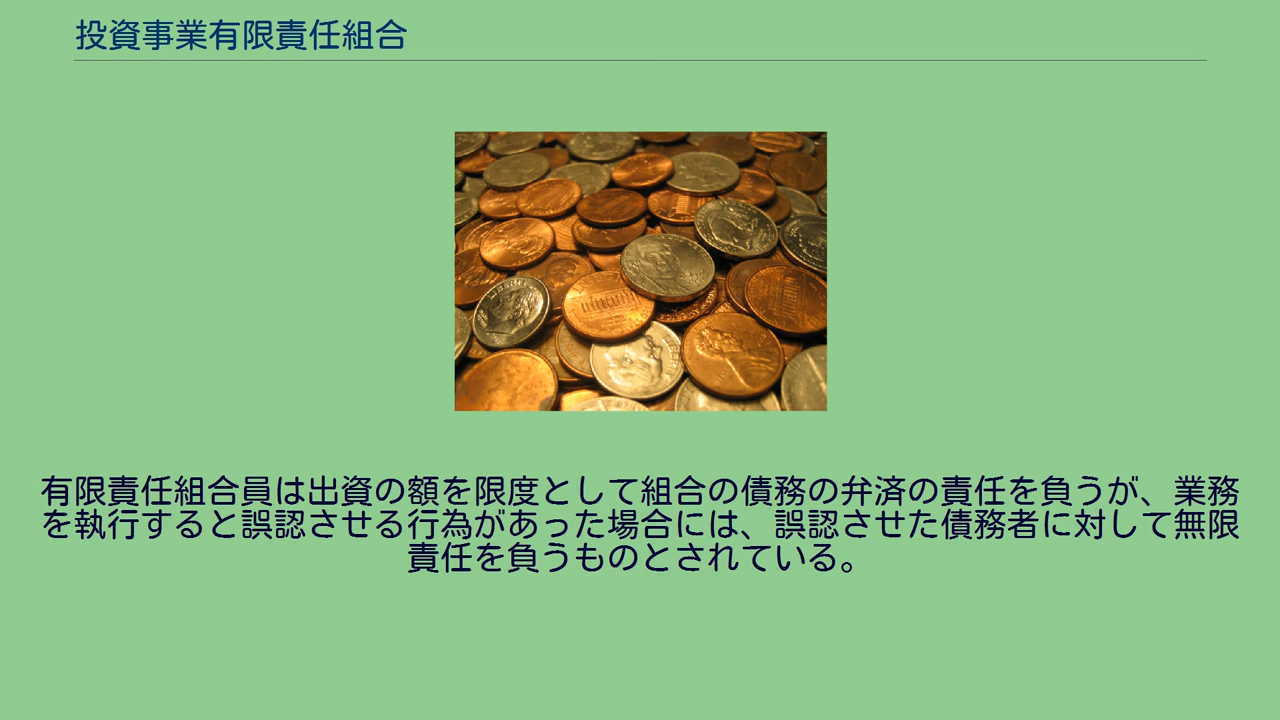 投資事業有限責任組合
有限責任組合員は出資の額を限度として組合の債務の弁済の責任を負うが、業務
を執行すると誤認させる行為があった場合には、誤認させた債務者に対して無限
責任を負うものとされている。